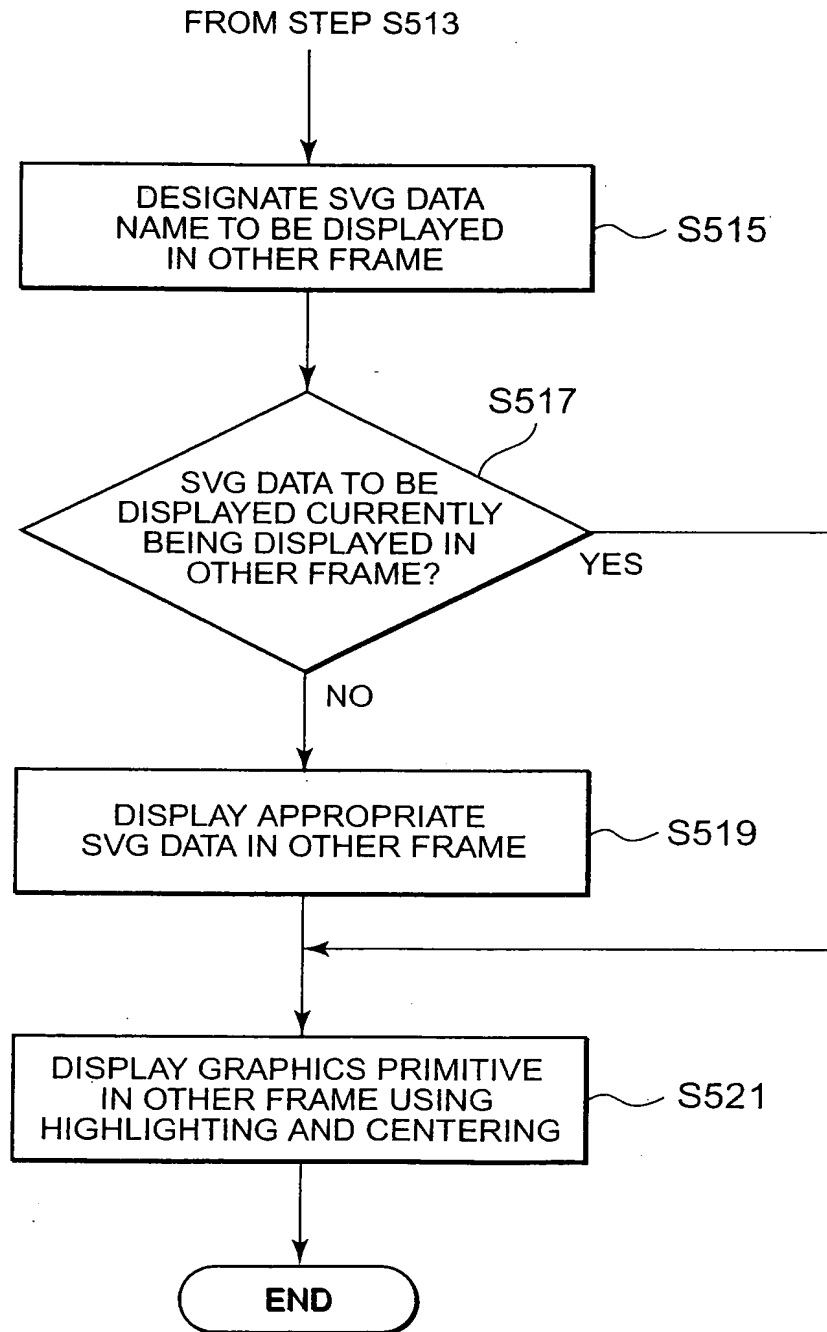 FROM STEP S513
DESIGNATE SVG DATA
NAME TO BE DISPLAYED
IN OTHER FRAME
S515
S517
SVG DATA TO BE
DISPLAYED CURRENTLY
BEING DISPLAYED IN
OTHER FRAME?
YES
NO
DISPLAY APPROPRIATE
SVG DATA IN OTHER FRAME
S519
DISPLAY GRAPHICS PRIMITIVE
IN OTHER FRAME USING
HIGHLIGHTING AND CENTERING
S521
END